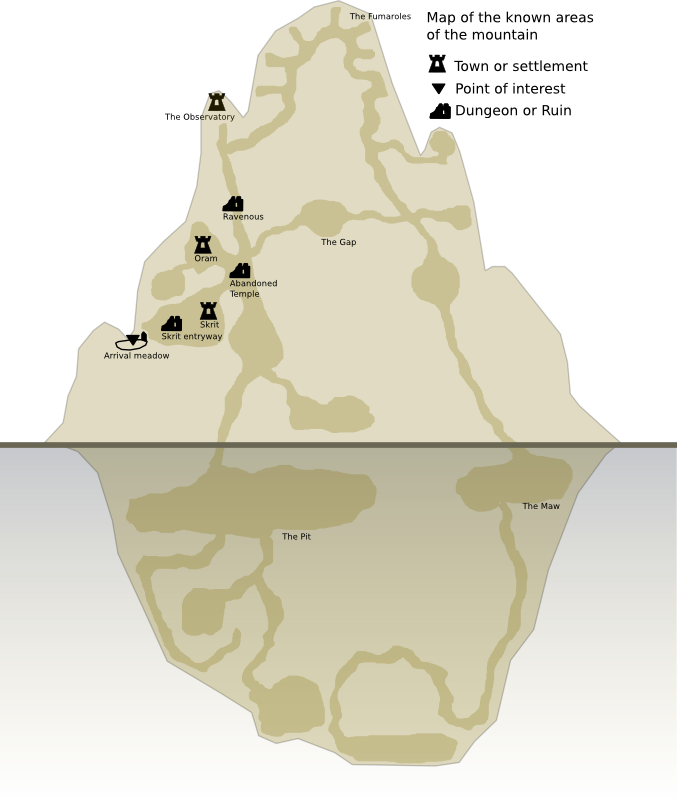 The Fumaroles
Map of the known areas
of the mountain
Town or settlement
Point of interest
Dungeon or Ruin
The Observatory
Ravenous
The Gap
Oram
Abandoned
Temple
Skrit
Skrit entryway
Arrival meadow
The Maw
The Pit